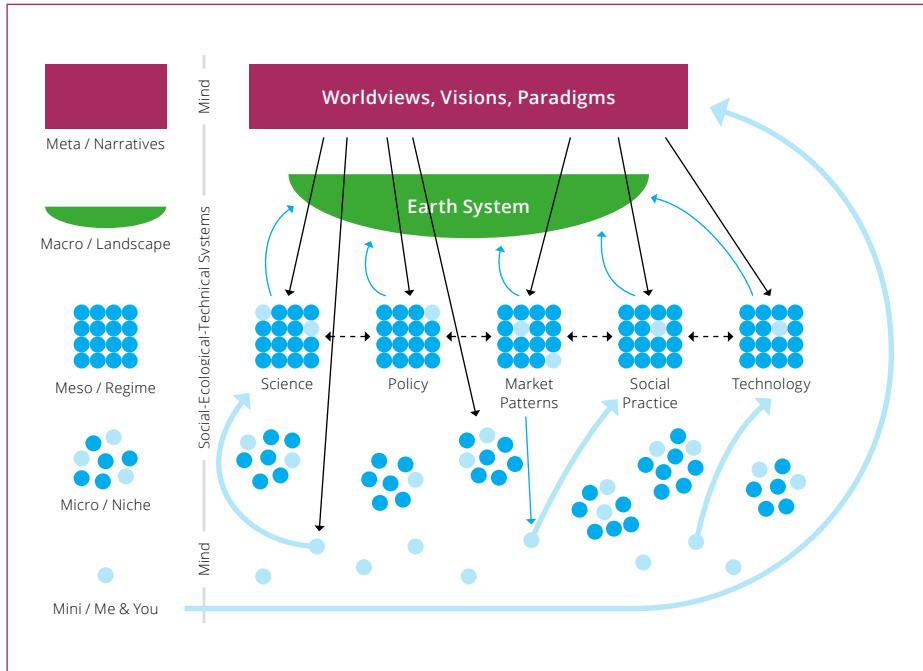 Mind
Worldviews, Visions, Paradigms
Meta / Narratives
Earth System
Macro / Landscape
Social-Ecological-Technical Systems
Meso / Regime
Science
Policy
Market
Patterns
Social
Practice
Technology
Micro / Niche
Mind
Mini / Me & You